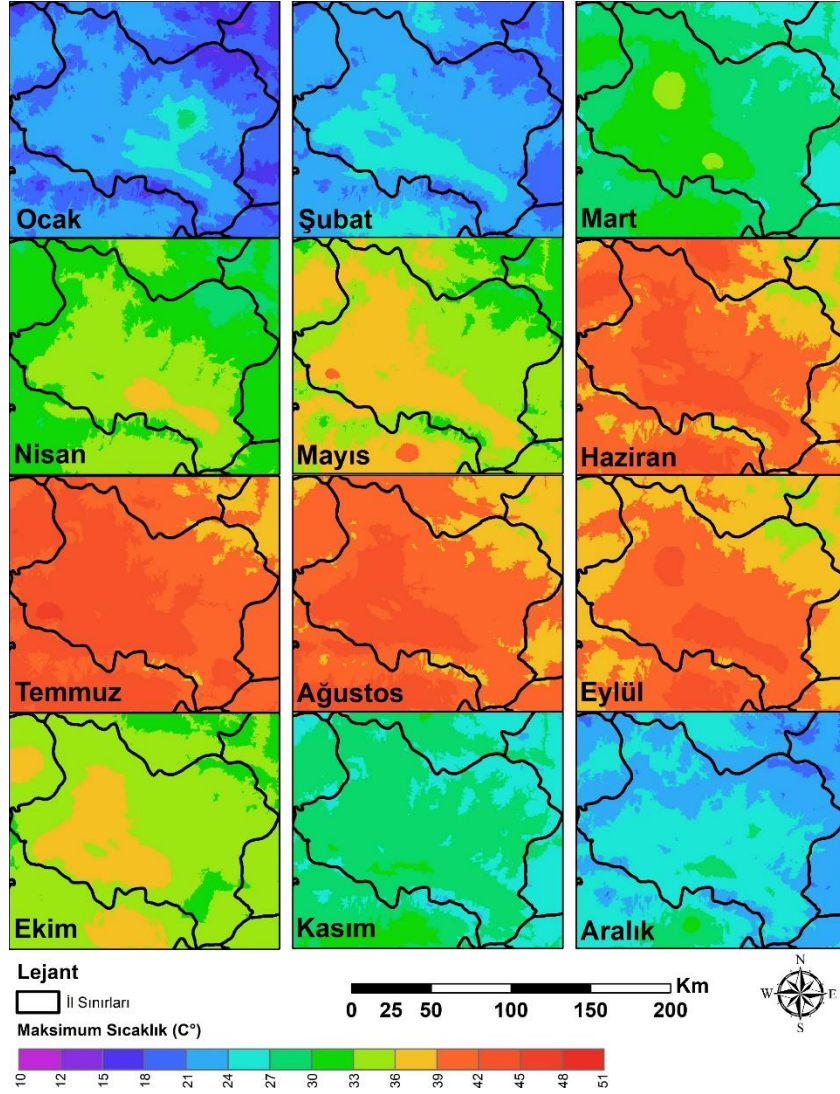 Ocak
Şubat
Mart
Nisan
Mayıs
Haziran
Temmuz
Ağustos
Eylül
Ekim
Kasım
Aralık
Lejant
İl Sınırları
Maksimum Sıcaklık (C°)
Km
0 25 50 100 150 200
N
W E
S
10 12 15 18 21 24 27 30 33 36 39 42 45 48 51